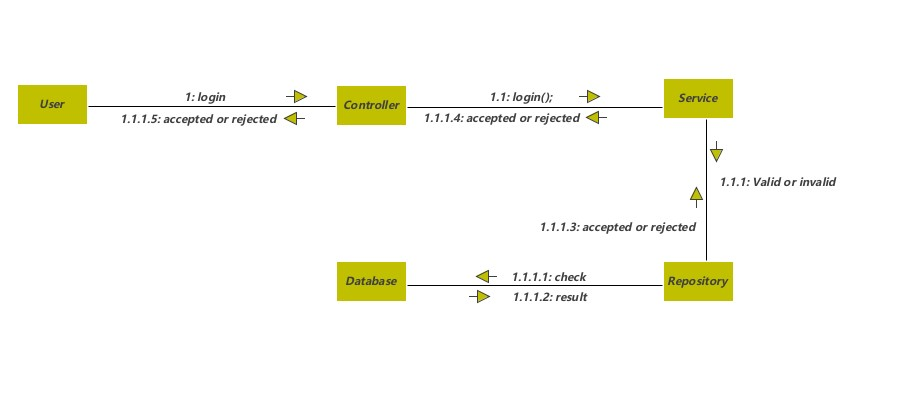 User
1: login
1.1.1.5: accepted or rejected
Controller
1.1: login();
1.1.1.4: accepted or rejected
Service
1.1.1: Valid or invalid
1.1.1.3: accepted or rejected
Database
1.1.1.1: check
1.1.1.2: result
Repository